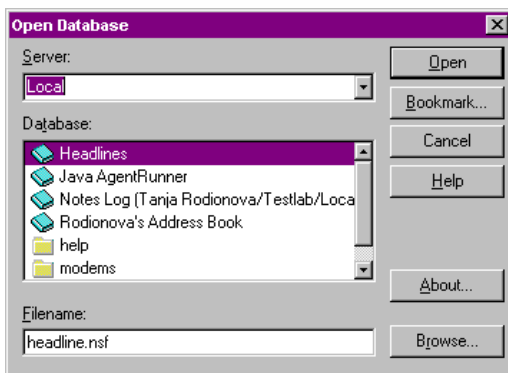 Open Database
Server:
Local
Database:
Headlines
Java AgentRunner
Notes Log (Tanja Rodionova/Testlab/Loca
Rodionova's Address Book
help
modems
Filename:
headline.nsf
Open
Bookmark...
Cancel
Help
About...
Browse...